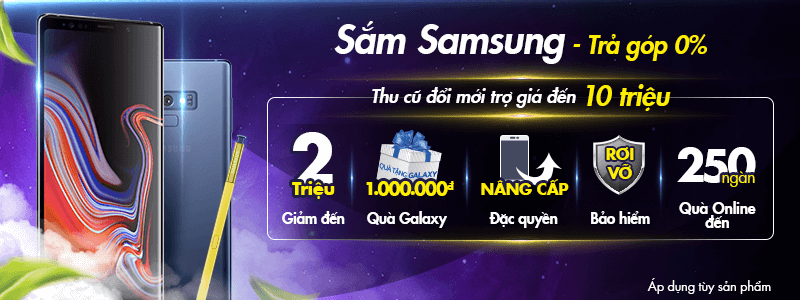 Sắm Samsung - Trả góp 0%
Thu cũ đổi mới trợ giá đến 10 triệu
2
Triệu
Giảm đến
QUÀ TẶNG GALAXY
1.000.000đ
Quà Galaxy
NÂNG CẤP
Đặc quyền
RƠI
VỠ
Bảo hiểm
250
ngàn
Quà Online
đến
SAMSUNG
Áp dụng tùy sản phẩm